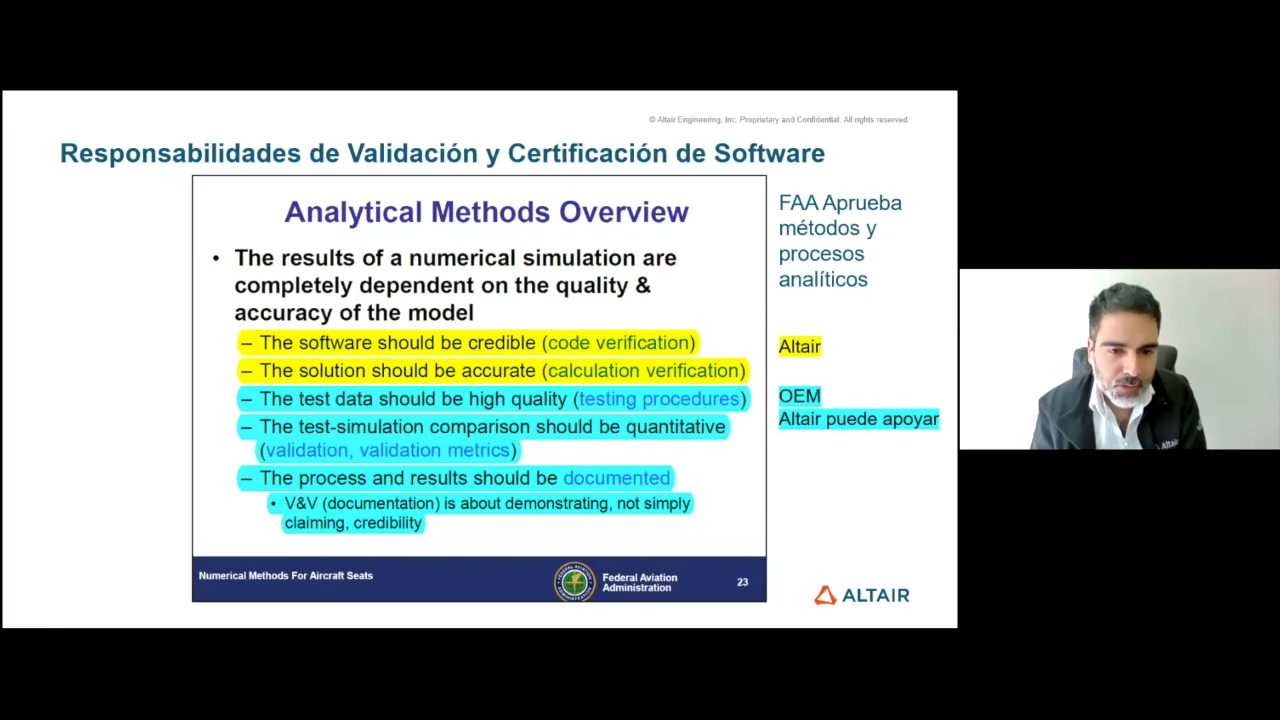 © Altair Engineering, Inc. Proprietary and Confidential. All rights reserved.
Responsabilidades de Validación y Certificación de Software
Analytical Methods Overview
• The results of a numerical simulation are
completely dependent on the quality &
accuracy of the model
– The software should be credible (code verification)
– The solution should be accurate (calculation verification)
– The test data should be high quality (testing procedures)
– The test-simulation comparison should be quantitative
(validation, validation metrics)
– The process and results should be documented
• V&V (documentation) is about demonstrating, not simply
claiming, credibility
Numerical Methods For Aircraft Seats
Federal Aviation
Administration
23
FAA Aprueba
métodos y
procesos
analíticos
Altair
OEM
Altair puede apoyar
ALTAIR
Altair